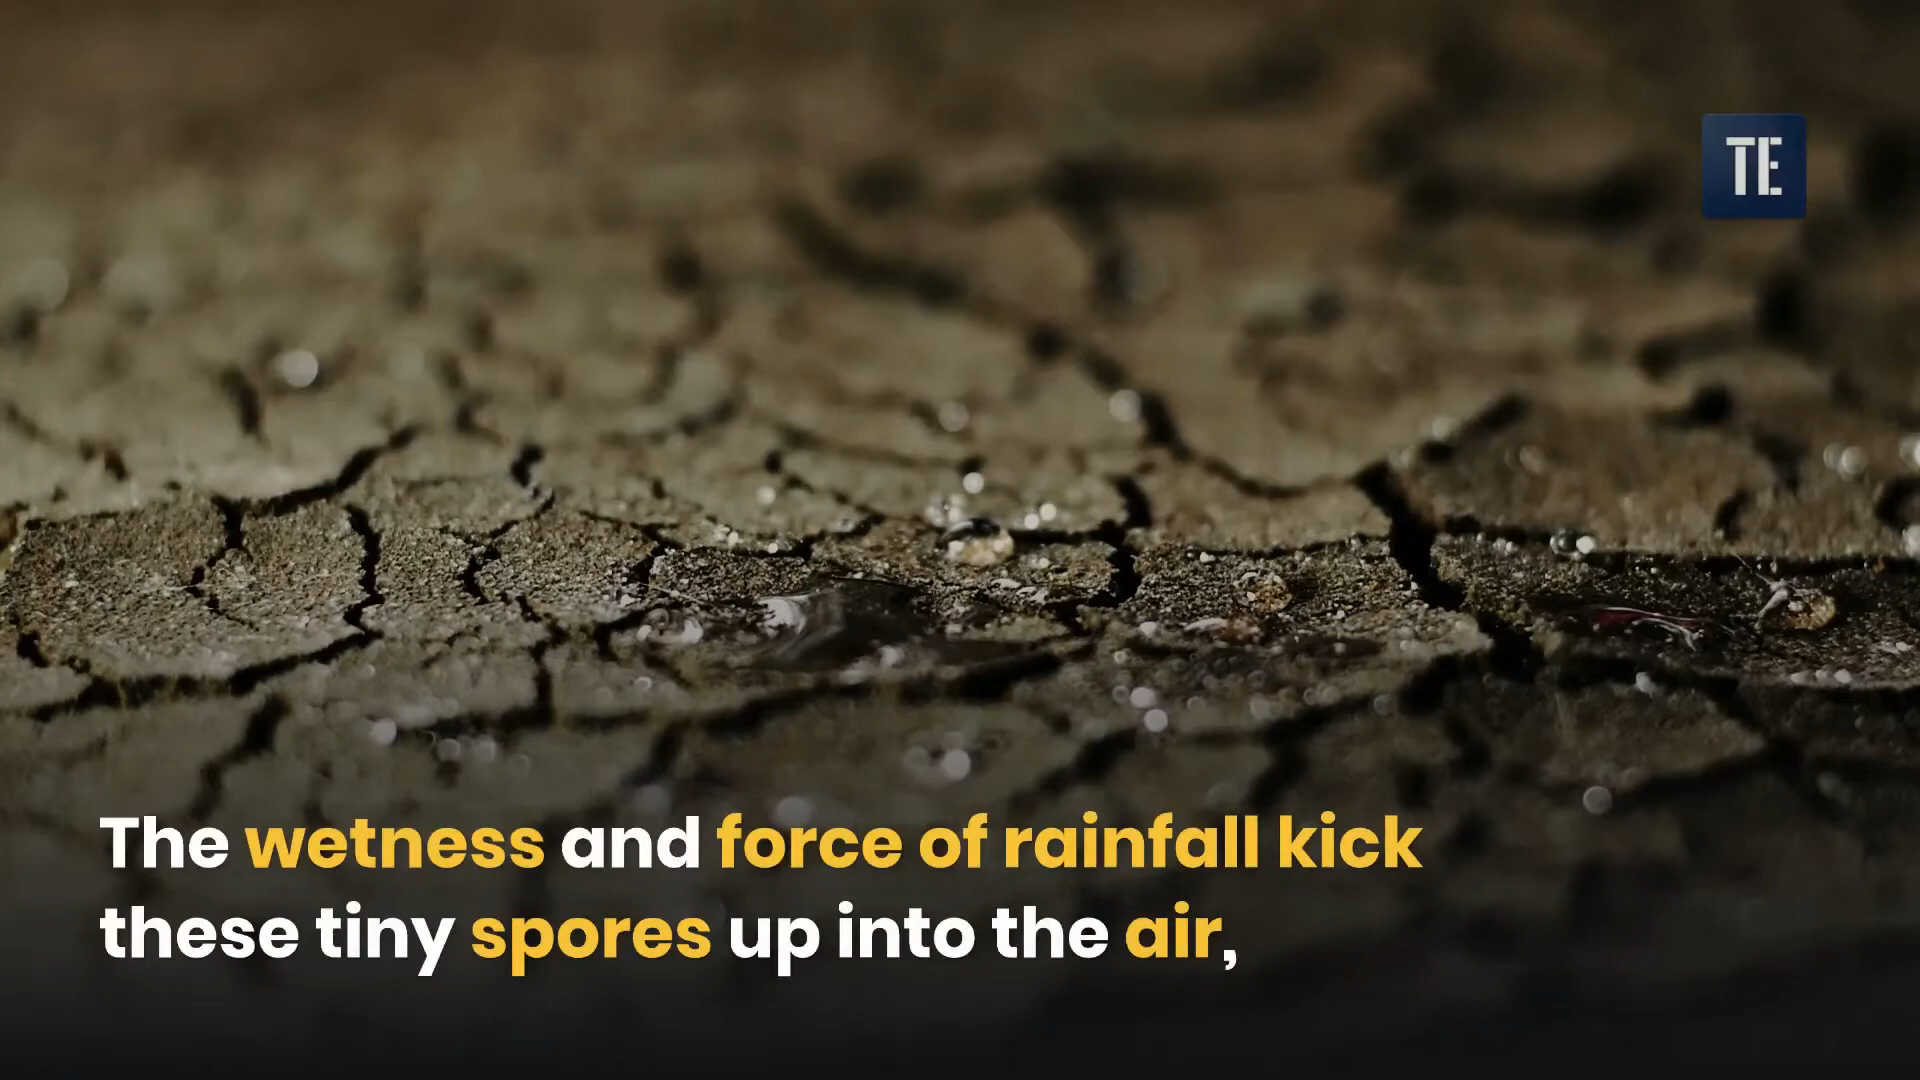 TE
The wetness and force of rainfall kick
these tiny spores up into the air,